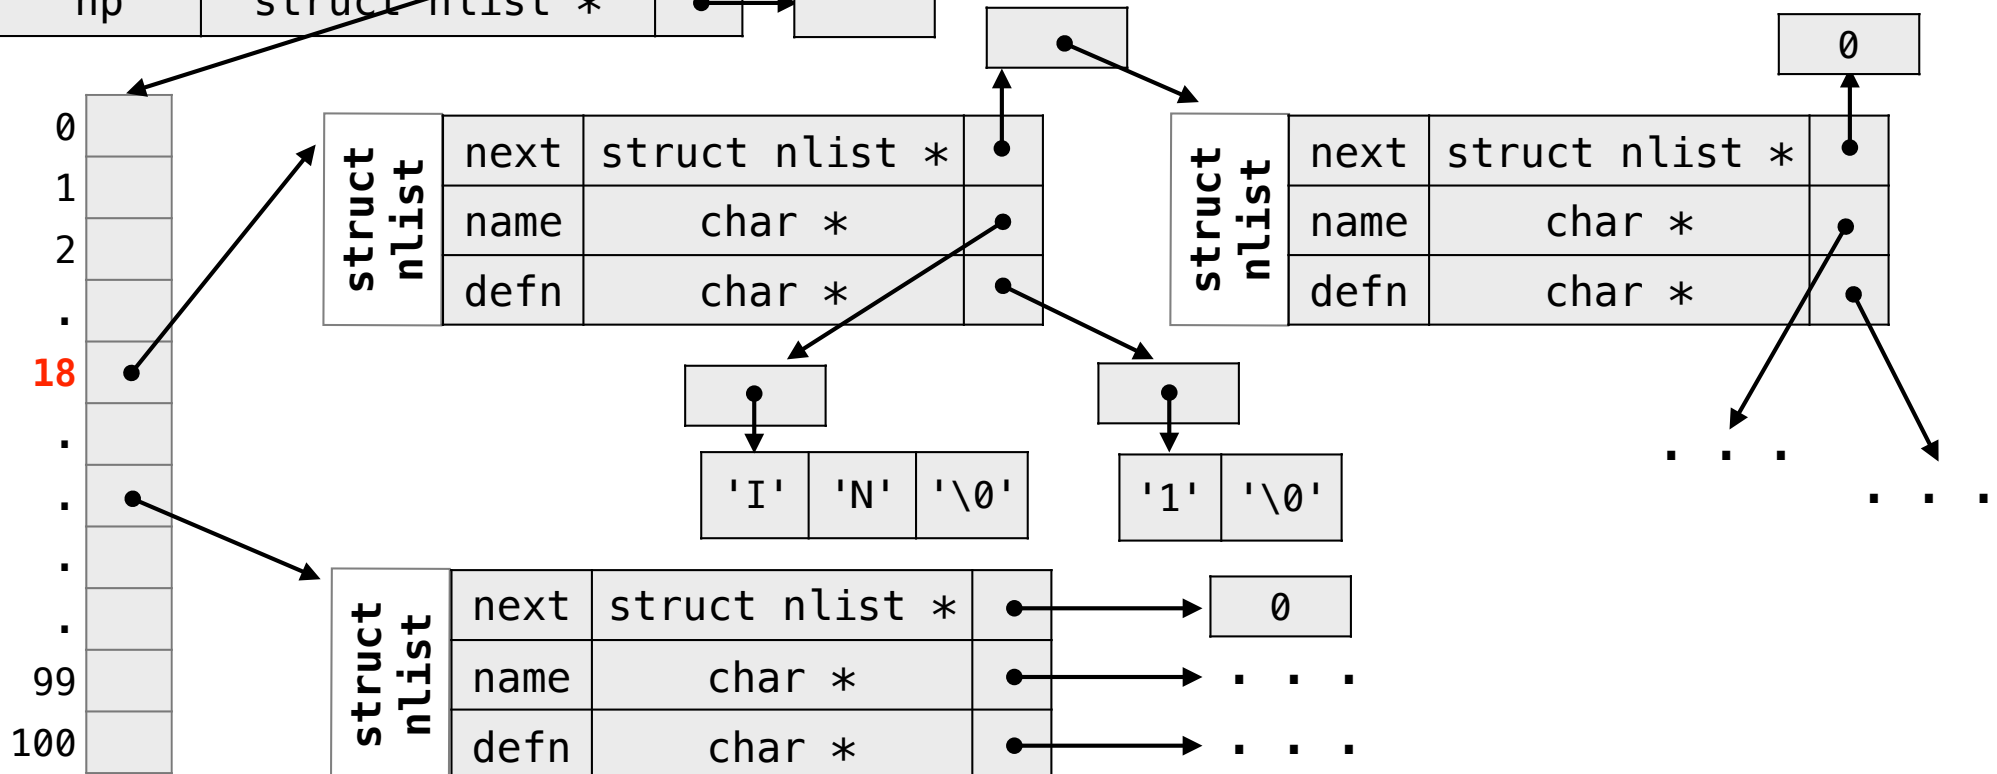 np struct nlist *
0
0
1
2
.
18
.
.
.
.
99
100
struct nlist
next struct nlist *
name char *
defn char *
'I' 'N' '\0'
'1' '\0'
struct nlist
next struct nlist *
name char *
defn char *
. . .
. . .
struct nlist
next struct nlist * 0
name char * . . .
defn char * . . .